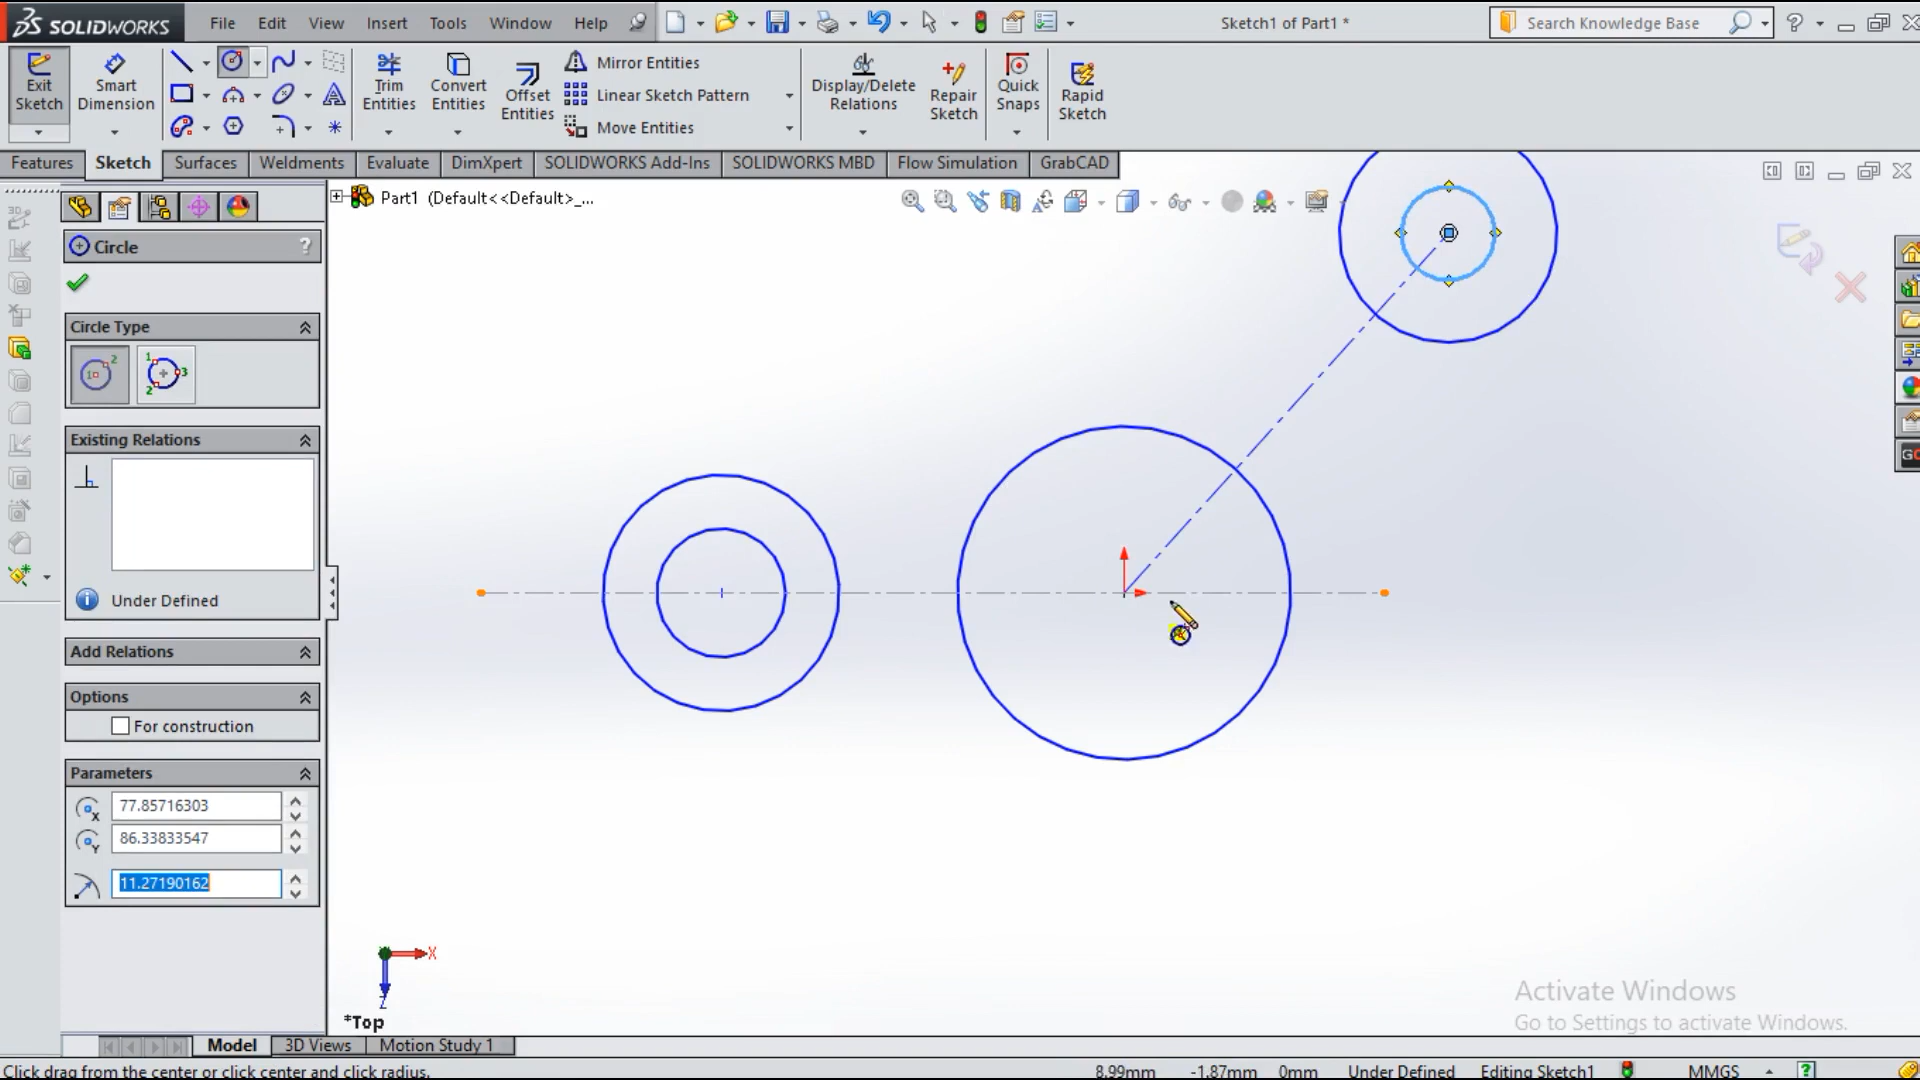 SOLIDWORKS File Edit View Insert Tools Window Help Sketch1 of Part1 * Search Knowledge Base ?
Exit Sketch
Smart Dimension
Trim Entities
Convert Entities
Offset Entities
Mirror Entities
Linear Sketch Pattern
Move Entities
Display/Delete Relations
Repair Sketch
Quick Snaps
Rapid Sketch
Features Sketch Surfaces Weldments Evaluate DimXpert SOLIDWORKS Add-Ins SOLIDWORKS MBD Flow Simulation GrabCAD
Part1 (Default<<Default>_...
Circle ?
Circle Type
1 2
1 2 3
Existing Relations
Under Defined
Add Relations
Options
For construction
Parameters
X 77.85716303
Y 86.33833547
11.27190162
X
Z
*Top
Activate Windows
Go to Settings to activate Windows.
Model 3D Views Motion Study 1
Click drag from the center or click center and click radius. 8.99mm -1.87mm 0mm Under Defined Editing Sketch1 MMGS ?